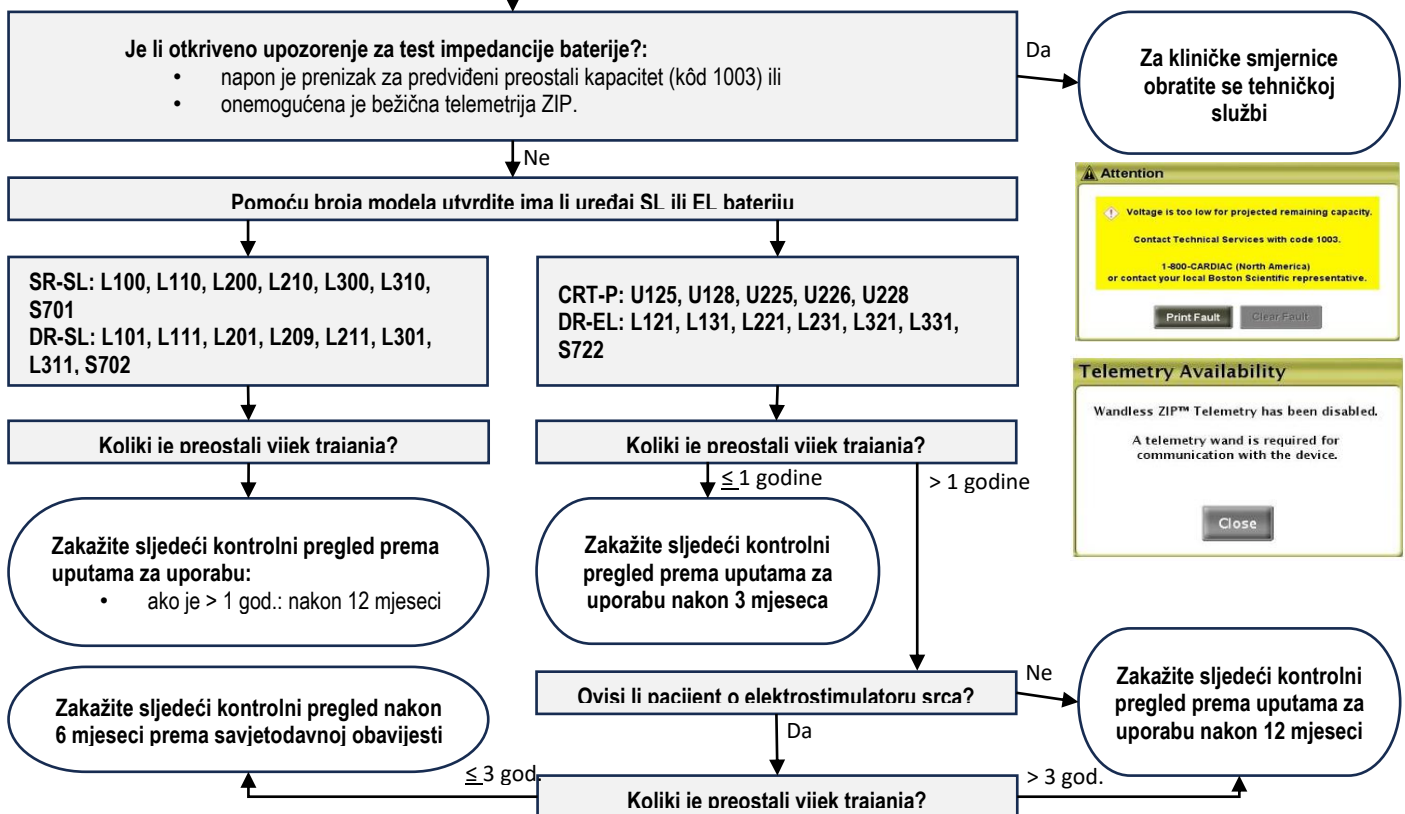 Je li otkriveno upozorenje za test impedancije baterije?:
• napon je prenizak za predviđeni preostali kapacitet (kôd 1003) ili
• onemogućena je bežična telemetrija ZIP.
Da
Za kliničke smjernice
obratite se tehničkoj
službi
Ne
Pomoću broja modela utvrdite ima li uređaj SL ili EL bateriju
SR-SL: L100, L110, L200, L210, L300, L310,
S701
DR-SL: L101, L111, L201, L209, L211, L301,
L311, S702
CRT-P: U125, U128, U225, U226, U228
DR-EL: L121, L131, L221, L231, L321, L331,
S722
Attention
Voltage is too low for projected remaining capacity.
Contact Technical Services with code 1003.
1-800-CARDIAC (North America)
or contact your local Boston Scientific representative.
Print Fault
Clear Fault
Telemetry Availability
Wandless ZIP™ Telemetry has been disabled.
A telemetry wand is required for
communication with the device.
Close
Koliki je preostali vijek trajanja?
Koliki je preostali vijek trajanja?
≤ 1 godine
> 1 godine
Zakažite sljedeći kontrolni pregled prema
uputama za uporabu:
• ako je > 1 god.: nakon 12 mjeseci
Zakažite sljedeći kontrolni
pregled prema uputama za
uporabu nakon 3 mjeseca
Ovisi li pacijent o elektrostimulatoru srca?
Ne
Zakažite sljedeći kontrolni
pregled prema uputama za
uporabu nakon 12 mjeseci
Da
Zakažite sljedeći kontrolni pregled nakon
6 mjeseci prema savjetodavnoj obavijesti
≤ 3 god.
> 3 god.
Koliki je preostali vijek trajanja?